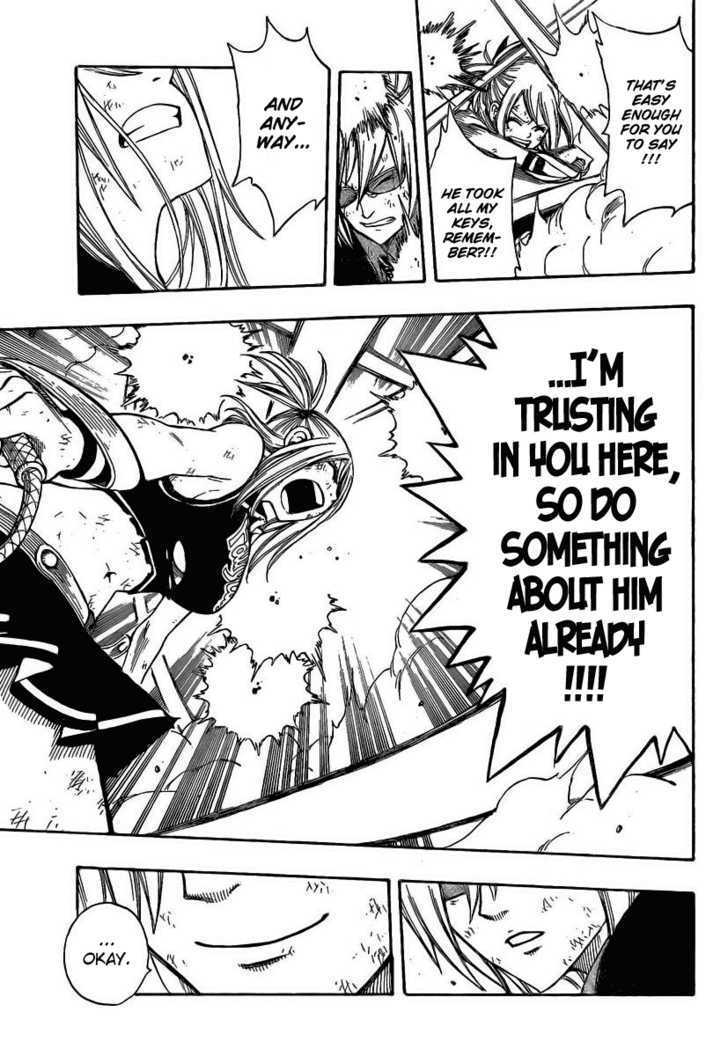 THAT'S
EASY
ENOUGH
FOR YOU
TO SAY
!!!
HE TOOK
ALL MY
KEYS,
REMEM-
BER?!!
AND
ANY-
WAY...
...I'M
TRUSTING
IN YOU HERE,
SO DO
SOMETHING
ABOUT HIM
ALREADY
!!!!
...
OKAY.